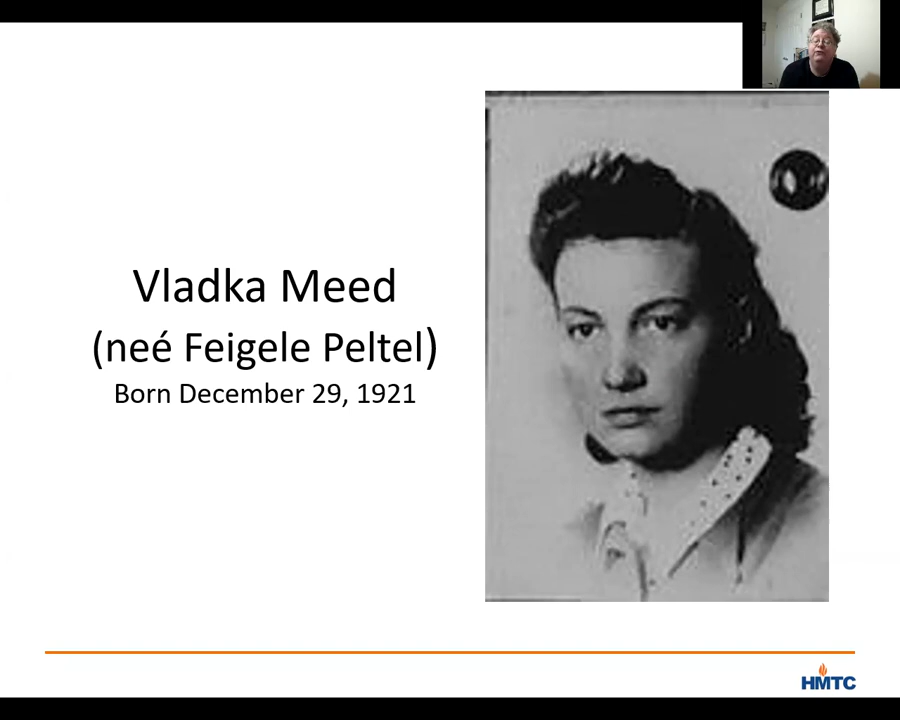 Vladka Meed
(neé Feigele Peltel)
Born December 29, 1921
HMTC